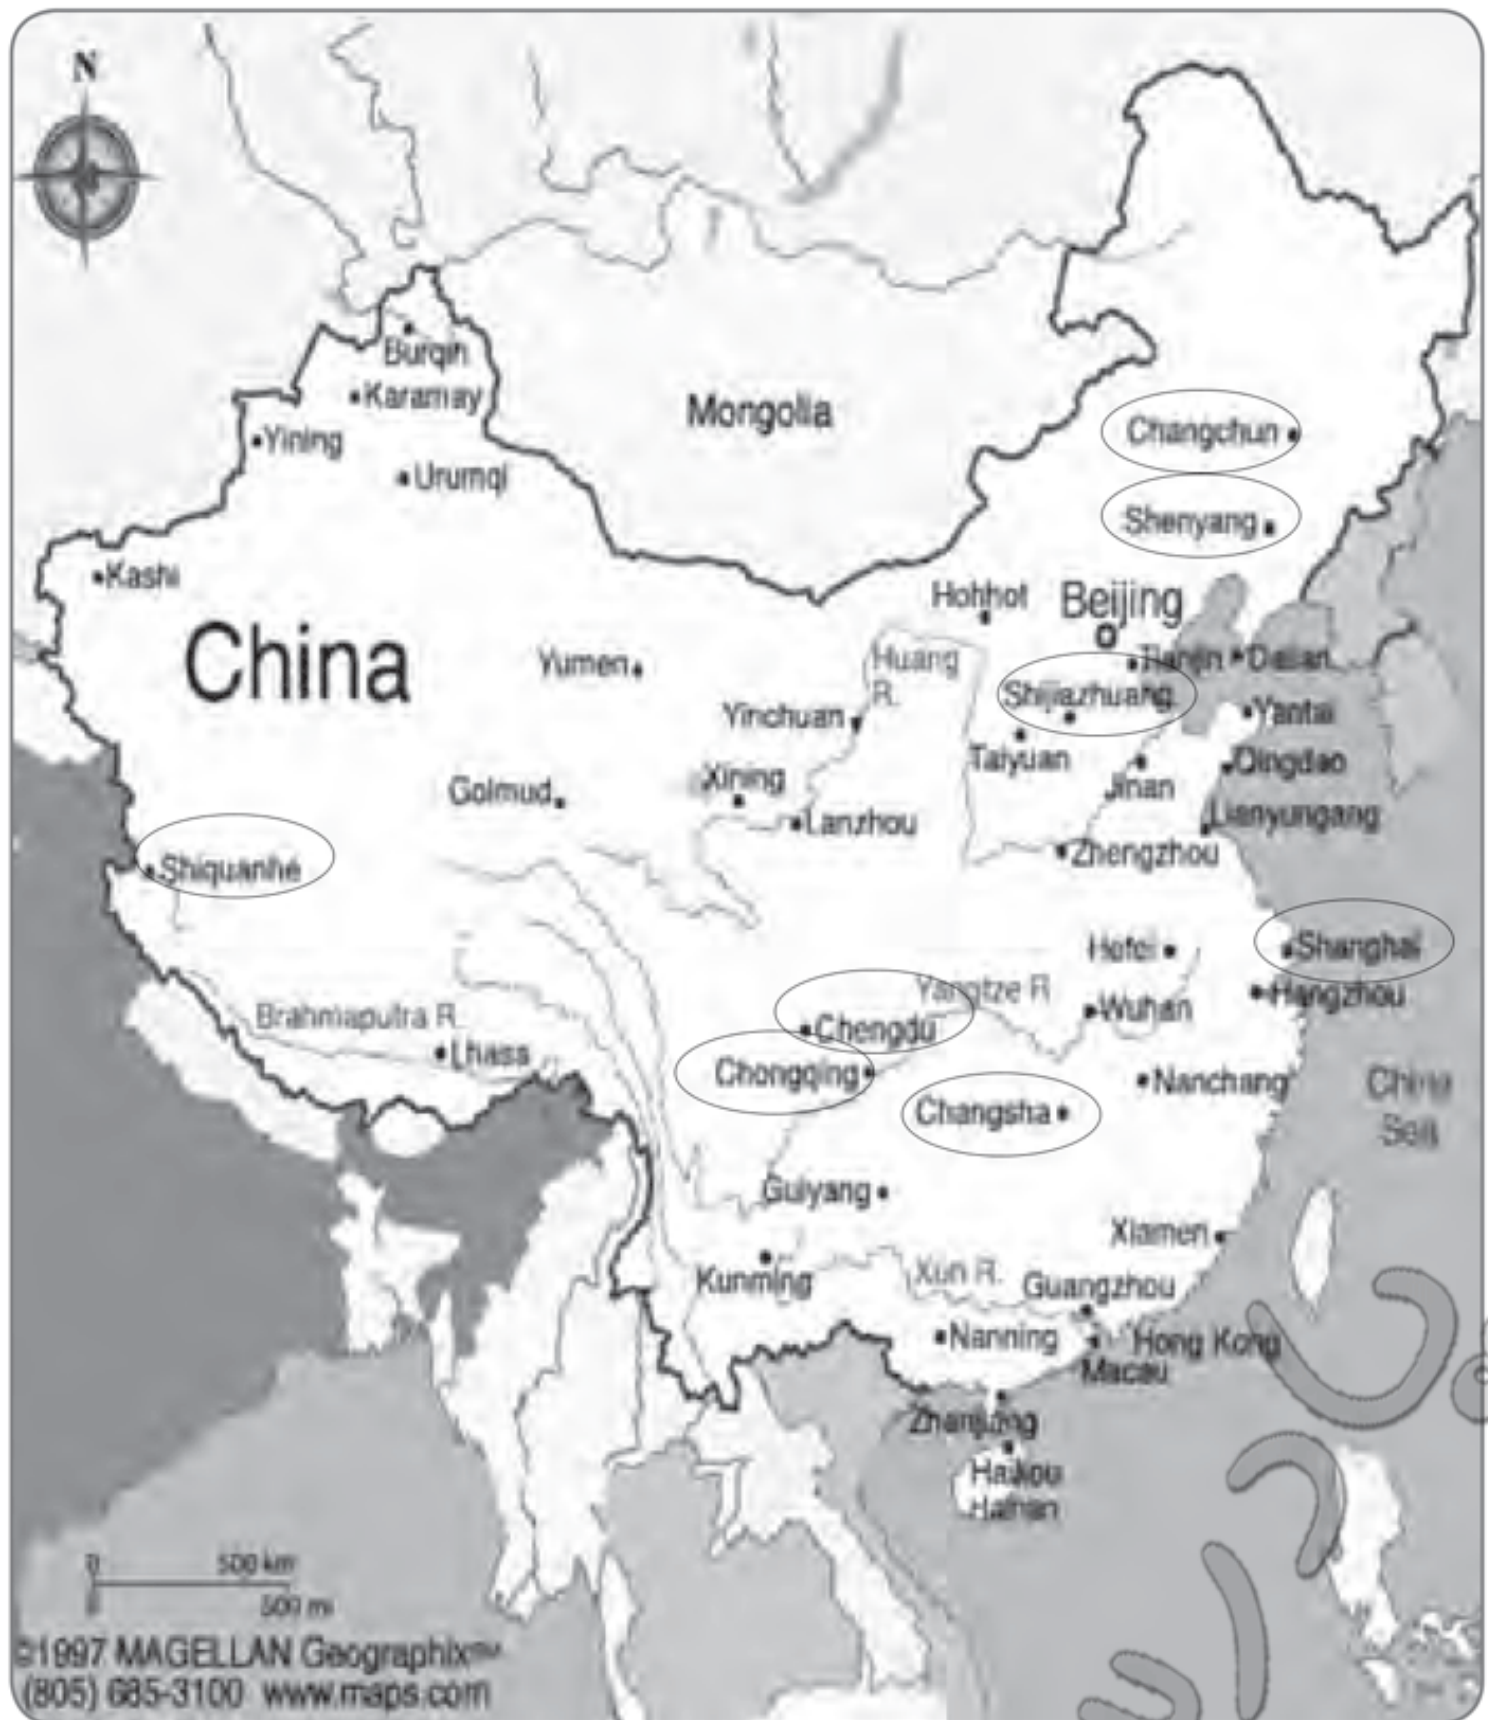 N
Burqin
Karamay
Yining
Urumqi
Kashi
Mongolia
Changchun
Shenyang
Hohhot
Beijing
China
Yumen
Huang
R.
Tianjin
Dalian
Shijiazhuang
Yinchuan
Yantai
Taiyuan
Jinan
Qingdao
Golmud
Xining
Lanzhou
Lianyungang
Zhengzhou
Shiquanhe
Hefei
Shanghai
Yangtze R
Hangzhou
Wuhan
Brahmaputra R.
Lhasa
Chengdu
Chongqing
Nanchang
China
Sea
Changsha
Guiyang
Xiamen
Kunming
Xun R.
Guangzhou
Nanning
Hong Kong
Macau
Zhanjiang
Haikou
Hainan
0 500 km
0 500 mi
©1997 MAGELLAN Geographix℠
(805) 685-3100 www.maps.com